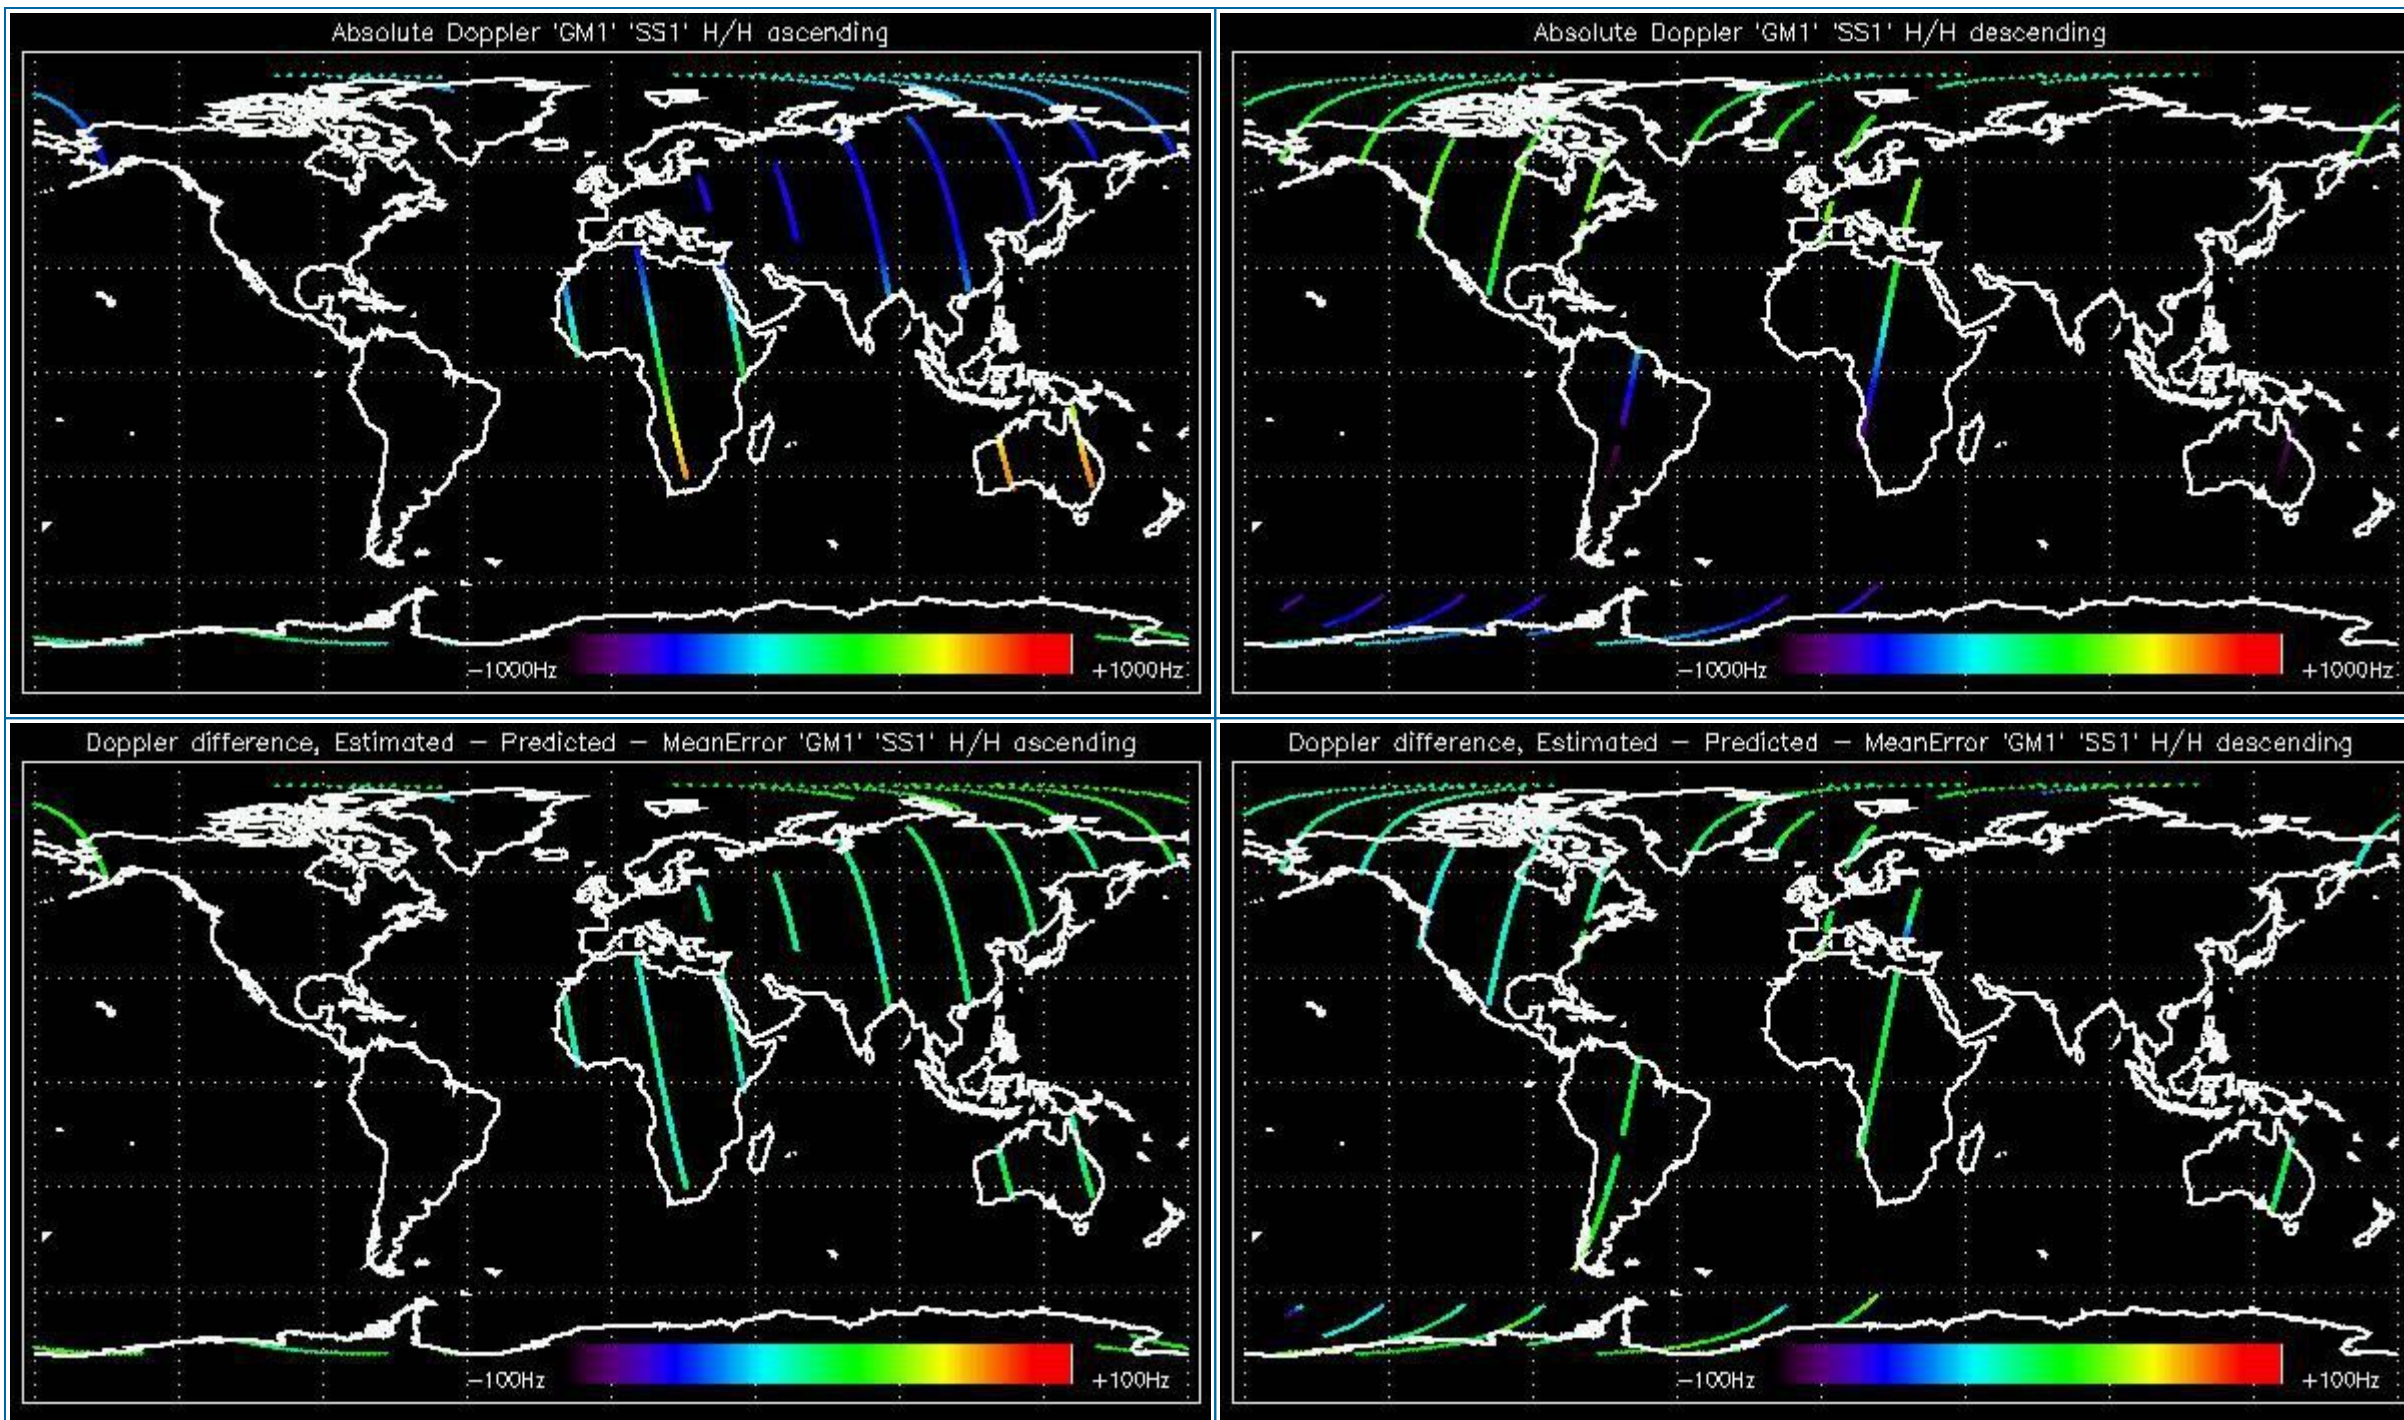 Absolute Doppler 'GM1' 'SS1' H/H ascending
-1000Hz
+1000Hz
Absolute Doppler 'GM1' 'SS1' H/H descending
-1000Hz
+1000Hz
Doppler difference, Estimated - Predicted - MeanError 'GM1' 'SS1' H/H ascending
-100Hz
+100Hz
Doppler difference, Estimated - Predicted - MeanError 'GM1' 'SS1' H/H descending
-100Hz
+100Hz